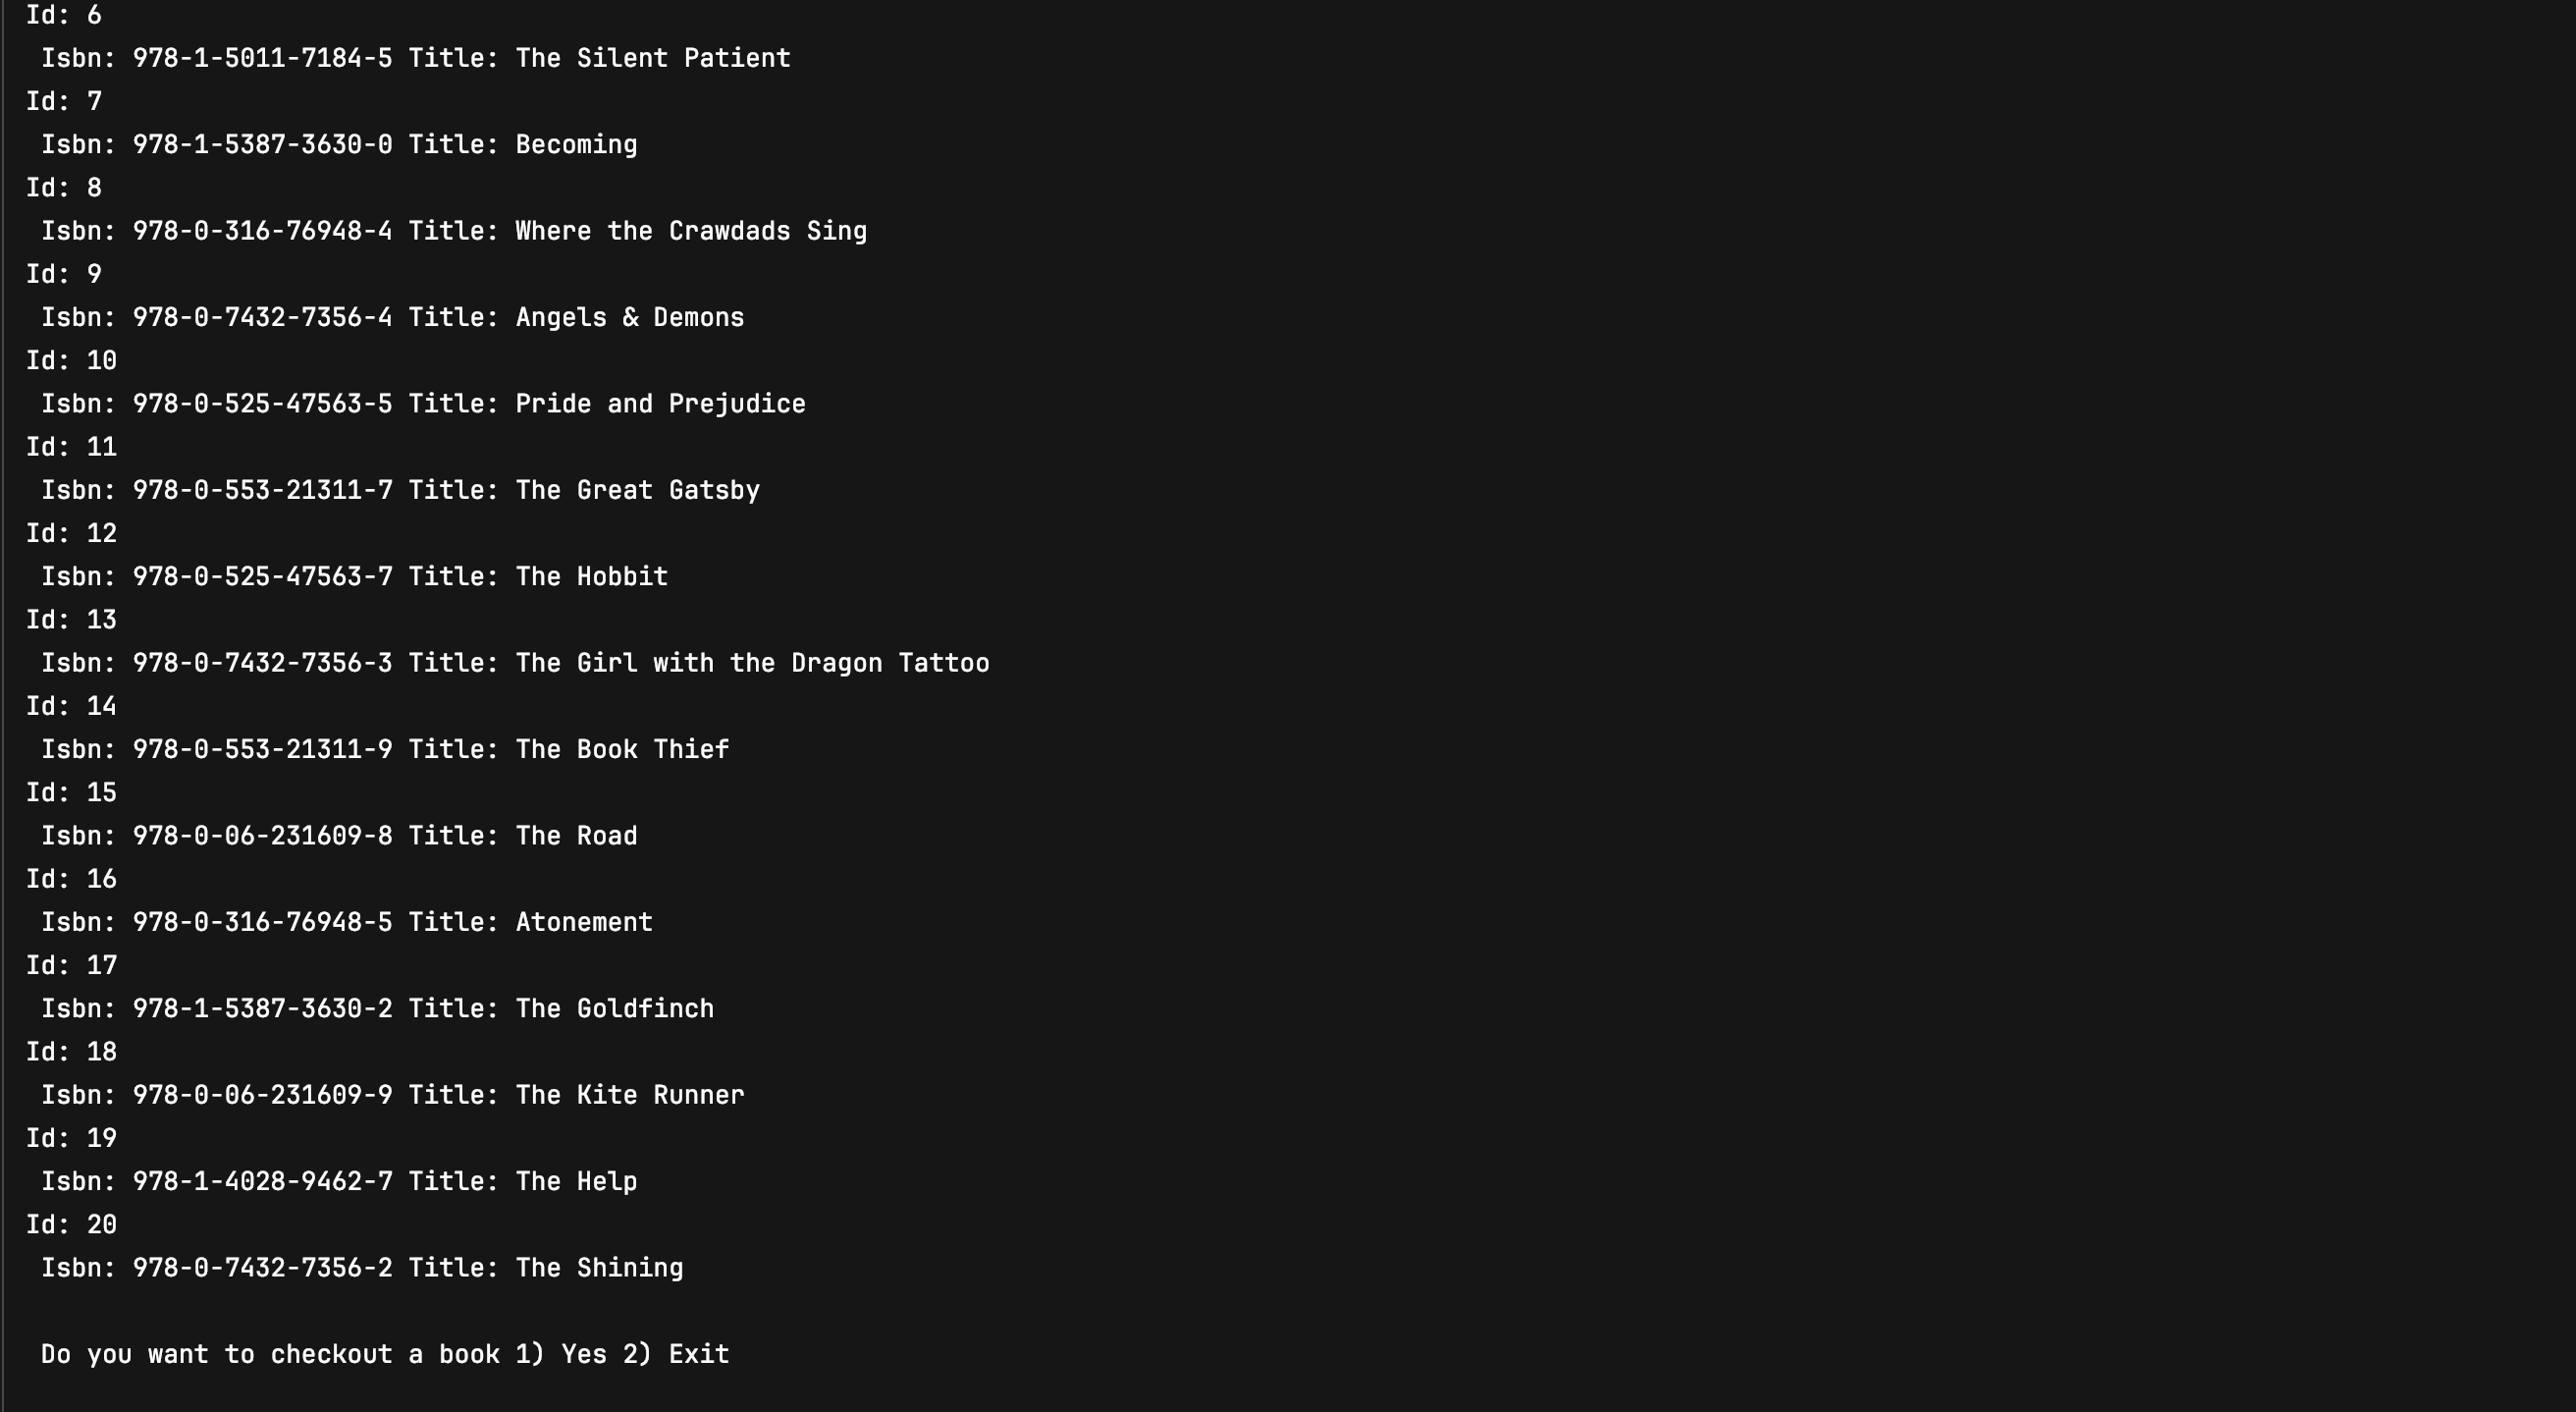 Id: 6
Isbn: 978-1-5011-7184-5 Title: The Silent Patient
Id: 7
Isbn: 978-1-5387-3630-0 Title: Becoming
Id: 8
Isbn: 978-0-316-76948-4 Title: Where the Crawdads Sing
Id: 9
Isbn: 978-0-7432-7356-4 Title: Angels & Demons
Id: 10
Isbn: 978-0-525-47563-5 Title: Pride and Prejudice
Id: 11
Isbn: 978-0-553-21311-7 Title: The Great Gatsby
Id: 12
Isbn: 978-0-525-47563-7 Title: The Hobbit
Id: 13
Isbn: 978-0-7432-7356-3 Title: The Girl with the Dragon Tattoo
Id: 14
Isbn: 978-0-553-21311-9 Title: The Book Thief
Id: 15
Isbn: 978-0-06-231609-8 Title: The Road
Id: 16
Isbn: 978-0-316-76948-5 Title: Atonement
Id: 17
Isbn: 978-1-5387-3630-2 Title: The Goldfinch
Id: 18
Isbn: 978-0-06-231609-9 Title: The Kite Runner
Id: 19
Isbn: 978-1-4028-9462-7 Title: The Help
Id: 20
Isbn: 978-0-7432-7356-2 Title: The Shining
Do you want to checkout a book 1) Yes 2) Exit